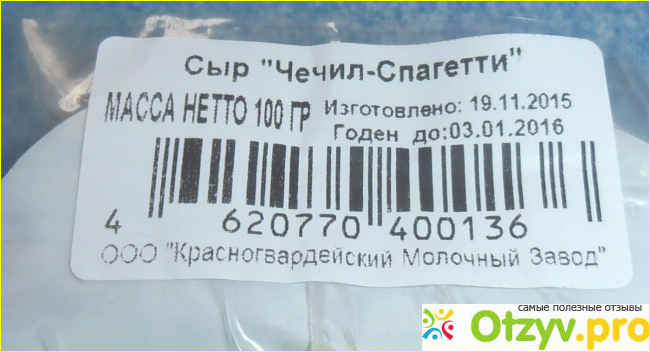 Сыр "Чечил-Спагетти"
МАССА НЕТТО 100 ГР
Изготовлено: 19.11.2015
Годен до:03.01.2016
4 620770 400136
ООО "Красногвардейский Молочный Завод"
самые полезные отзывы
Otzyv.pro